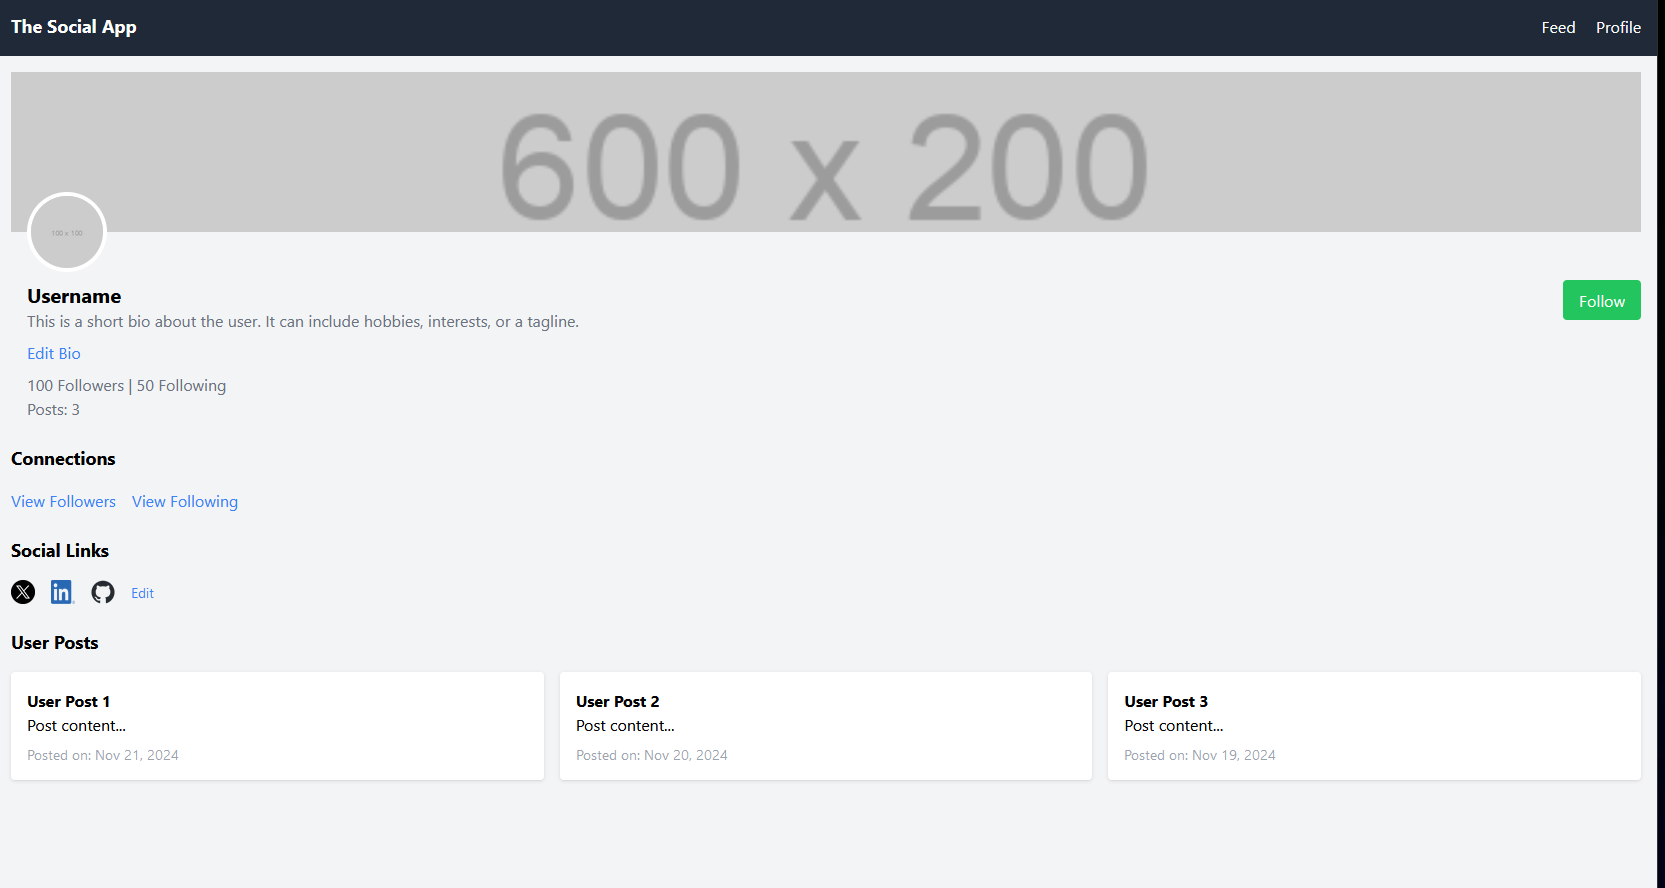 The Social App
Feed Profile
600 x 200
100 x 100
Username
Follow
This is a short bio about the user. It can include hobbies, interests, or a tagline.
Edit Bio
100 Followers | 50 Following
Posts: 3
Connections
View Followers View Following
Social Links
X in Edit
User Posts
User Post 1
Post content...
Posted on: Nov 21, 2024
User Post 2
Post content...
Posted on: Nov 20, 2024
User Post 3
Post content...
Posted on: Nov 19, 2024